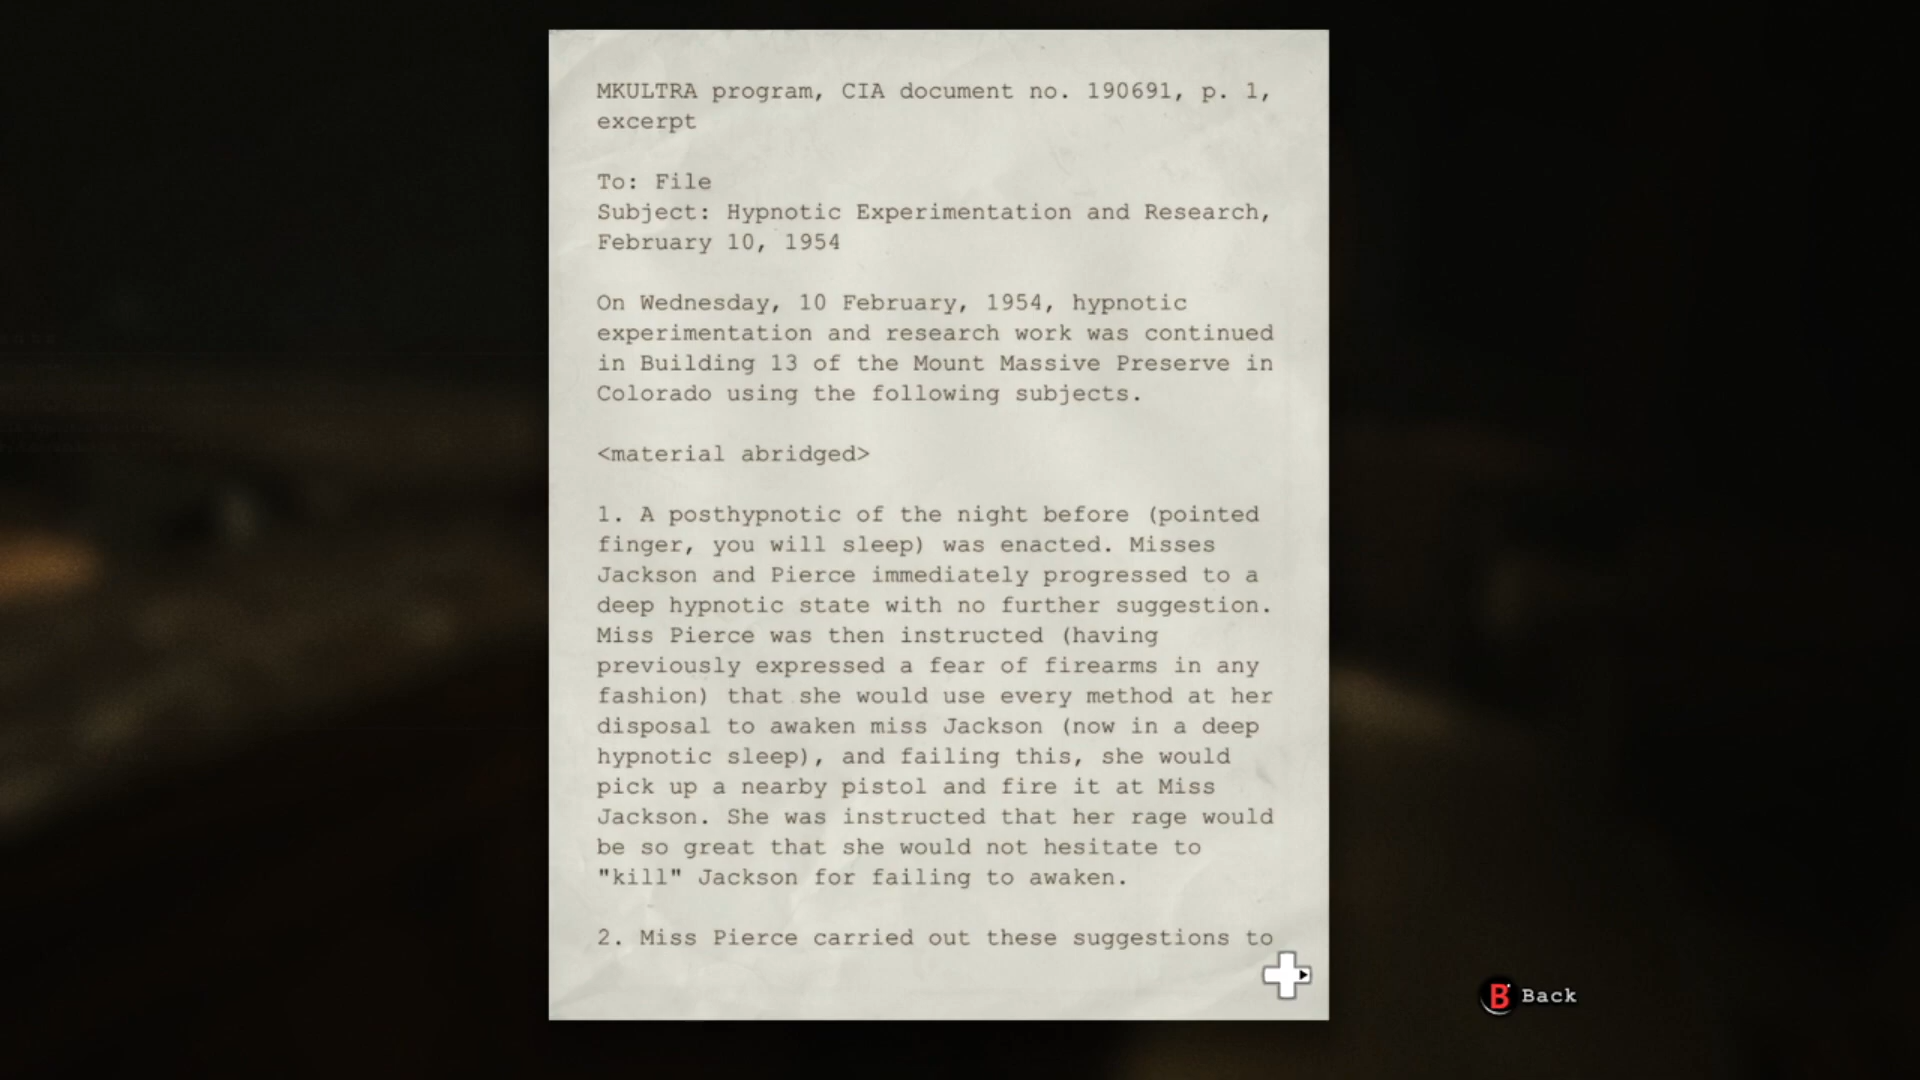 MKULTRA program, CIA document no. 190691, p. 1,
excerpt
To: File
Subject: Hypnotic Experimentation and Research,
February 10, 1954
On Wednesday, 10 February, 1954, hypnotic
experimentation and research work was continued
in Building 13 of the Mount Massive Preserve in
Colorado using the following subjects.
<material abridged>
1. A posthypnotic of the night before (pointed
finger, you will sleep) was enacted. Misses
Jackson and Pierce immediately progressed to a
deep hypnotic state with no further suggestion.
Miss Pierce was then instructed (having
previously expressed a fear of firearms in any
fashion) that she would use every method at her
disposal to awaken miss Jackson (now in a deep
hypnotic sleep), and failing this, she would
pick up a nearby pistol and fire it at Miss
Jackson. She was instructed that her rage would
be so great that she would not hesitate to
"kill" Jackson for failing to awaken.
2. Miss Pierce carried out these suggestions to
B Back